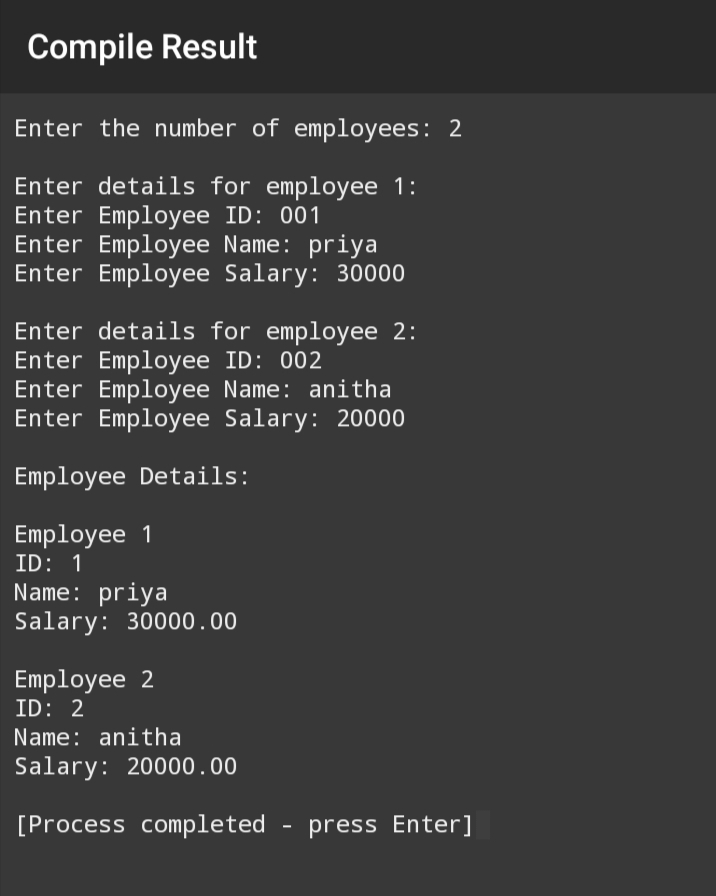 Compile Result
Enter the number of employees: 2
Enter details for employee 1:
Enter Employee ID: 001
Enter Employee Name: priya
Enter Employee Salary: 30000
Enter details for employee 2:
Enter Employee ID: 002
Enter Employee Name: anitha
Enter Employee Salary: 20000
Employee Details:
Employee 1
ID: 1
Name: priya
Salary: 30000.00
Employee 2
ID: 2
Name: anitha
Salary: 20000.00
[Process completed - press Enter]